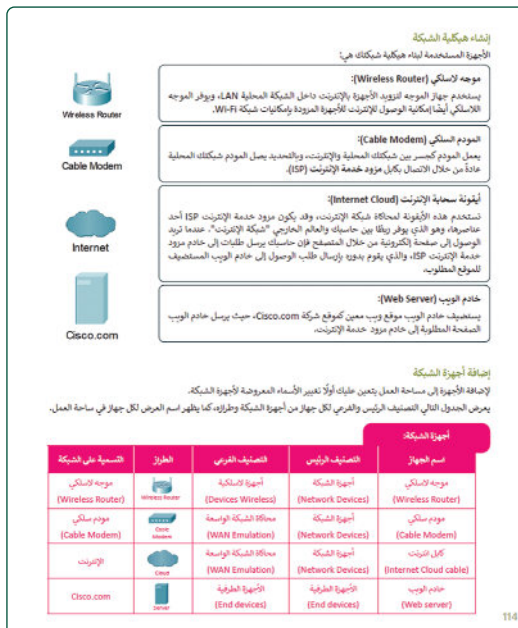 إنشاء هيكلية الشبكة
الأجهزة المستخدمة لبناء هيكلية شبكتك هي:
موجه لاسلكي (Wireless Router):
يستخدم جهاز الموجه لتزويد الأجهزة بالإنترنت داخل الشبكة المحلية LAN، ويوفر الموجه
اللاسلكي أيضًا إمكانية الوصول للإنترنت للأجهزة المزودة بإمكانيات شبكة Wi-Fi.
Wireless Router
المودم السلكي (Cable Modem):
يعمل المودم كجسر بين شبكتك المحلية والإنترنت، وبالتحديد يصل المودم شبكتك المحلية
عادةً من خلال الاتصال بكابل مزود خدمة الإنترنت (ISP).
Cable Modem
أيقونة سحابة الإنترنت (Internet Cloud):
تستخدم هذه الأيقونة لمحاكاة شبكة الإنترنت، وقد يكون مزود خدمة الإنترنت ISP أحد
عناصرها، وهو الذي يوفر ربطًا بين حاسبك والعالم الخارجي "شبكة الإنترنت". عندما تريد
الوصول إلى صفحة إلكترونية من خلال المتصفح فإن حاسبك يرسل طلبات إلى خادم مزود
خدمة الإنترنت ISP، والذي يقوم بدوره بإرسال طلب الوصول إلى خادم الويب المستضيف
للموقع المطلوب.
Internet
خادم الويب (Web Server):
يستضيف خادم الويب موقع ويب معين كموقع شركة Cisco.com، حيث يرسل خادم الويب
الصفحة المطلوبة إلى خادم مزود خدمة الإنترنت.
Cisco.com
إضافة أجهزة الشبكة
لإضافة الأجهزة إلى مساحة العمل يتعين عليك أولًا تغيير الأسماء المعروضة لأجهزة الشبكة.
يعرض الجدول التالي التصنيف الرئيس والفرعي لكل جهاز من أجهزة الشبكة وطرازه، كما يظهر اسم العرض لكل جهاز في ساحة العمل.
أجهزة الشبكة:
اسم الجهاز التصنيف الرئيس التصنيف الفرعي الطراز التسمية على الشبكة
موجه لاسلكي أجهزة الشبكة أجهزة لاسلكية موجه لاسلكي
(Wireless Router) (Network Devices) (Devices Wireless) Wireless Router (Wireless Router)
مودم سلكي أجهزة الشبكة محاكاة الشبكة الواسعة مودم سلكي
(Cable Modem) (Network Devices) (WAN Emulation) Cable Modem (Cable Modem)
كابل انترنت أجهزة الشبكة محاكاة الشبكة الواسعة الإنترنت
(Internet Cloud cable) (Network Devices) (WAN Emulation) Cloud
خادم الويب الأجهزة الطرفية الأجهزة الطرفية Cisco.com
(Web server) (End devices) (End devices) Server
114